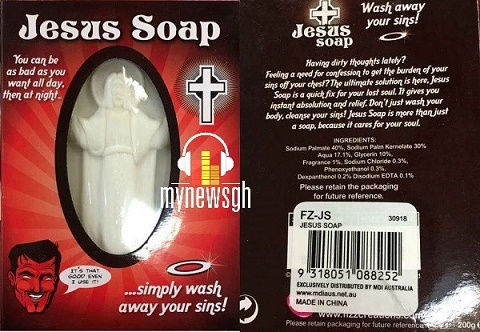 Jesus Soap
You can be
as bad as you
want all day,
then at night...
mynewsgh
IT'S THAT
GOOD EVEN
I USE IT!
...simply wash
away your sins!
Jesus
Soap
Wash away
your sins!
Having dirty thoughts lately?
Feeling a need for confession to get the burden of your
sins off your chest? The ultimate solution is here, Jesus
Soap is a quick fix for your lost soul. It gives you
instant absolution and relief. Don't just wash your
body, cleanse your sins! Jesus Soap is more than just
a soap, because it cares for your soul.
INGREDIENTS:
Sodium Palmate 40%, Sodium Palm Kernelate 30%
Aqua 17.1%, Glycerin 10%,
Fragrance 1%, Sodium Chloride 0.3%,
Phenoxyethanol 0.3%,
Dexpanthenol 0.2% Disodium EDTA 0.1%
Please retain the packaging
for future reference.
FZ-JS 30918
JESUS SOAP
9 318051 088252
EXCLUSIVELY DISTRIBUTED BY MDI AUSTRALIA
www.mdiaus.net.au
MADE IN CHINA
www.fizzcreations.com
Please retain packaging for future reference 200g